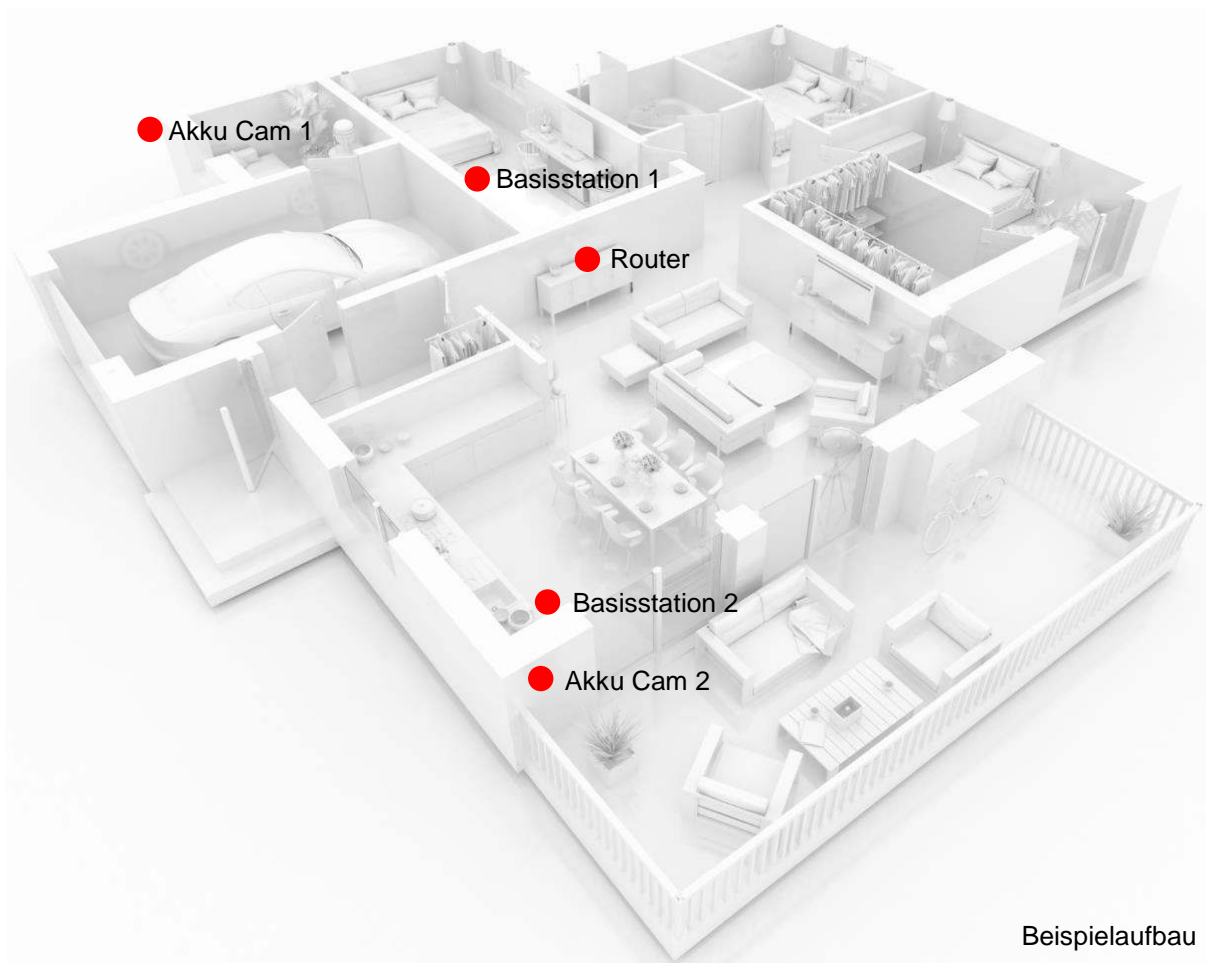 Akku Cam 1
Basisstation 1
Router
Basisstation 2
Akku Cam 2
Beispielaufbau